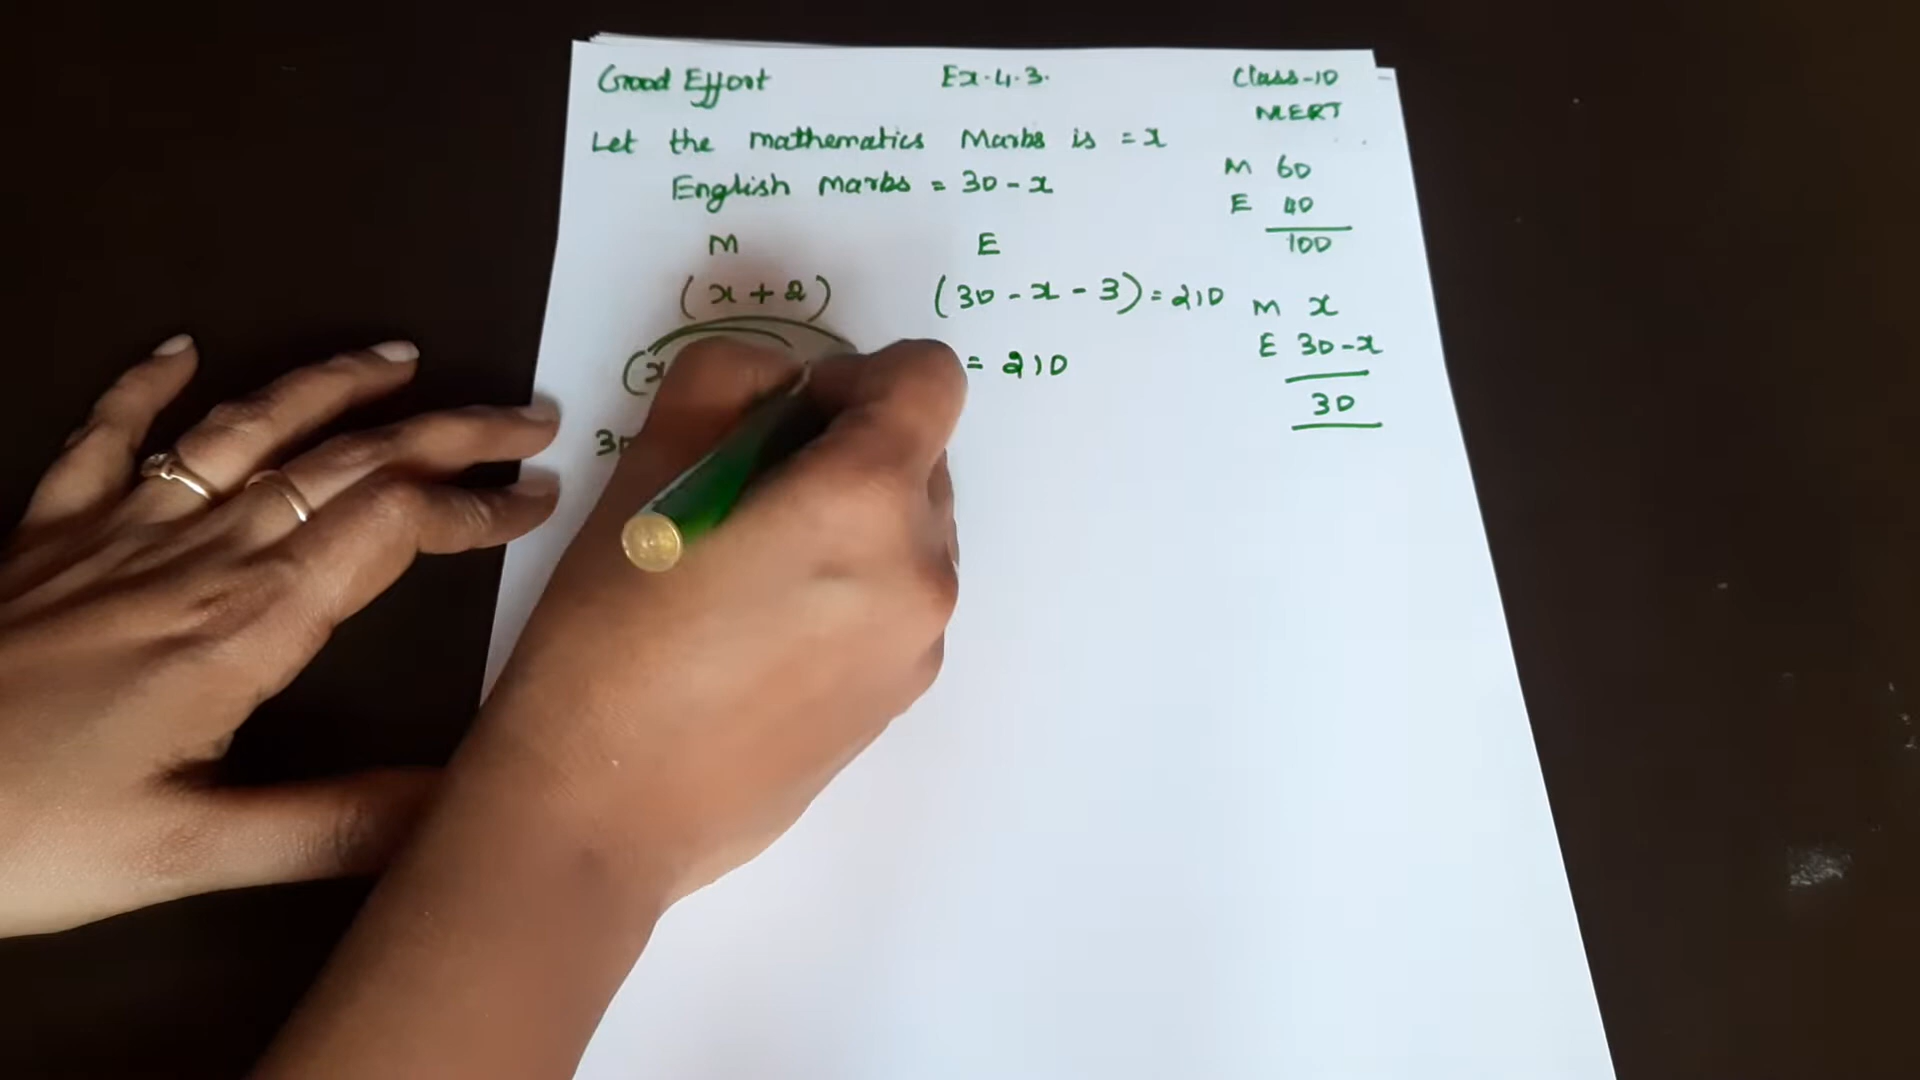 Good Effort Ex.4.3. Class-10
NCERT
Let the mathematics Marks is = x
English Marks = 30 - x
M 60
E 40
100
M E
(x + 2) (30 - x - 3) = 210
M x
E 30-x
30
(x = 210